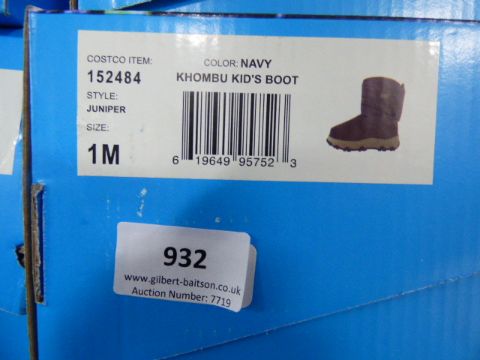 COSTCO ITEM:
152484
STYLE:
JUNIPER
SIZE:
1M
COLOR: NAVY
KHOMBU KID'S BOOT
6 19649 95752 3
932
www.gilbert-baitson.co.uk
Auction Number: 7719